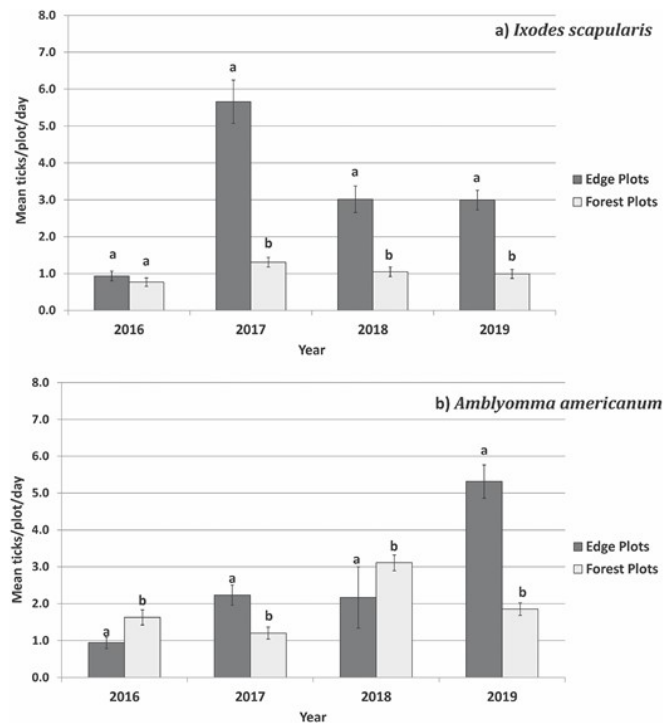 a) Ixodes scapularis
8.0
7.0
6.0
5.0
4.0
3.0
2.0
1.0
0.0
Mean ticks/plot/day
a a a b a b a b
2016 2017 2018 2019
Year
Edge Plots
Forest Plots
b) Amblyomma americanum
8.0
7.0
6.0
5.0
4.0
3.0
2.0
1.0
0.0
Mean ticks/plot/day
a b a b a b a b
2016 2017 2018 2019
Year
Edge Plots
Forest Plots